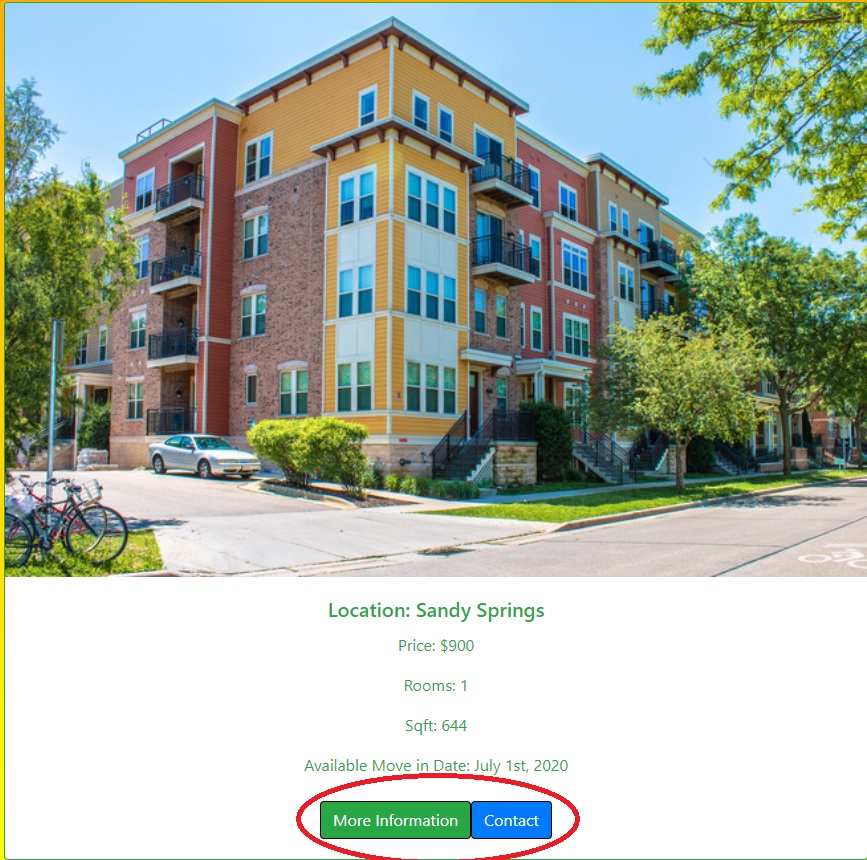 Location: Sandy Springs
Price: $900
Rooms: 1
Sqft: 644
Available Move in Date: July 1st, 2020
More Information Contact